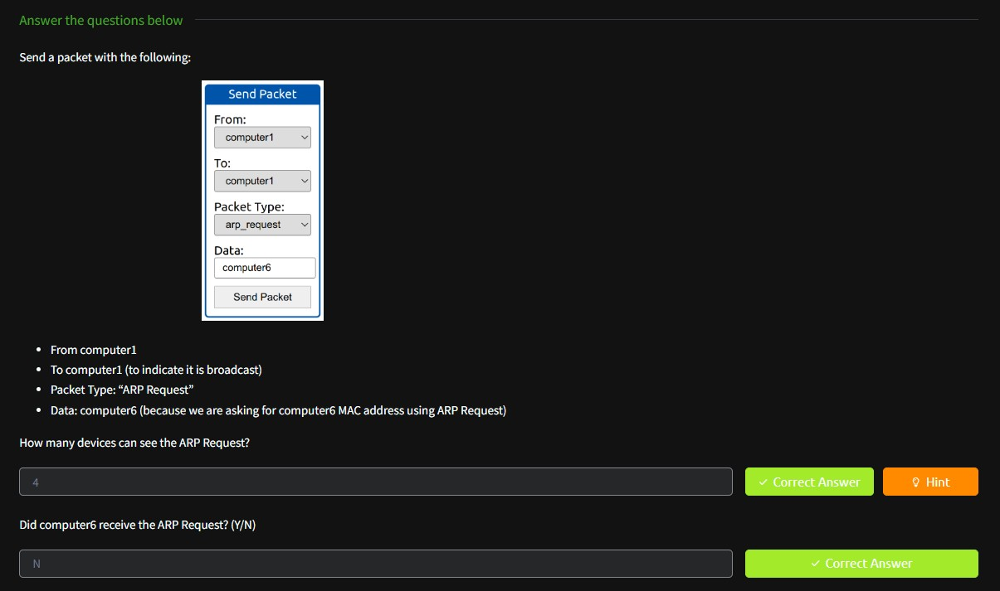 Answer the questions below
Send a packet with the following:
Send Packet
From:
computer1
To:
computer1
Packet Type:
arp_request
Data:
computer6
Send Packet
• From computer1
• To computer1 (to indicate it is broadcast)
• Packet Type: “ARP Request”
• Data: computer6 (because we are asking for computer6 MAC address using ARP Request)
How many devices can see the ARP Request?
4
Correct Answer
Hint
Did computer6 receive the ARP Request? (Y/N)
N
Correct Answer